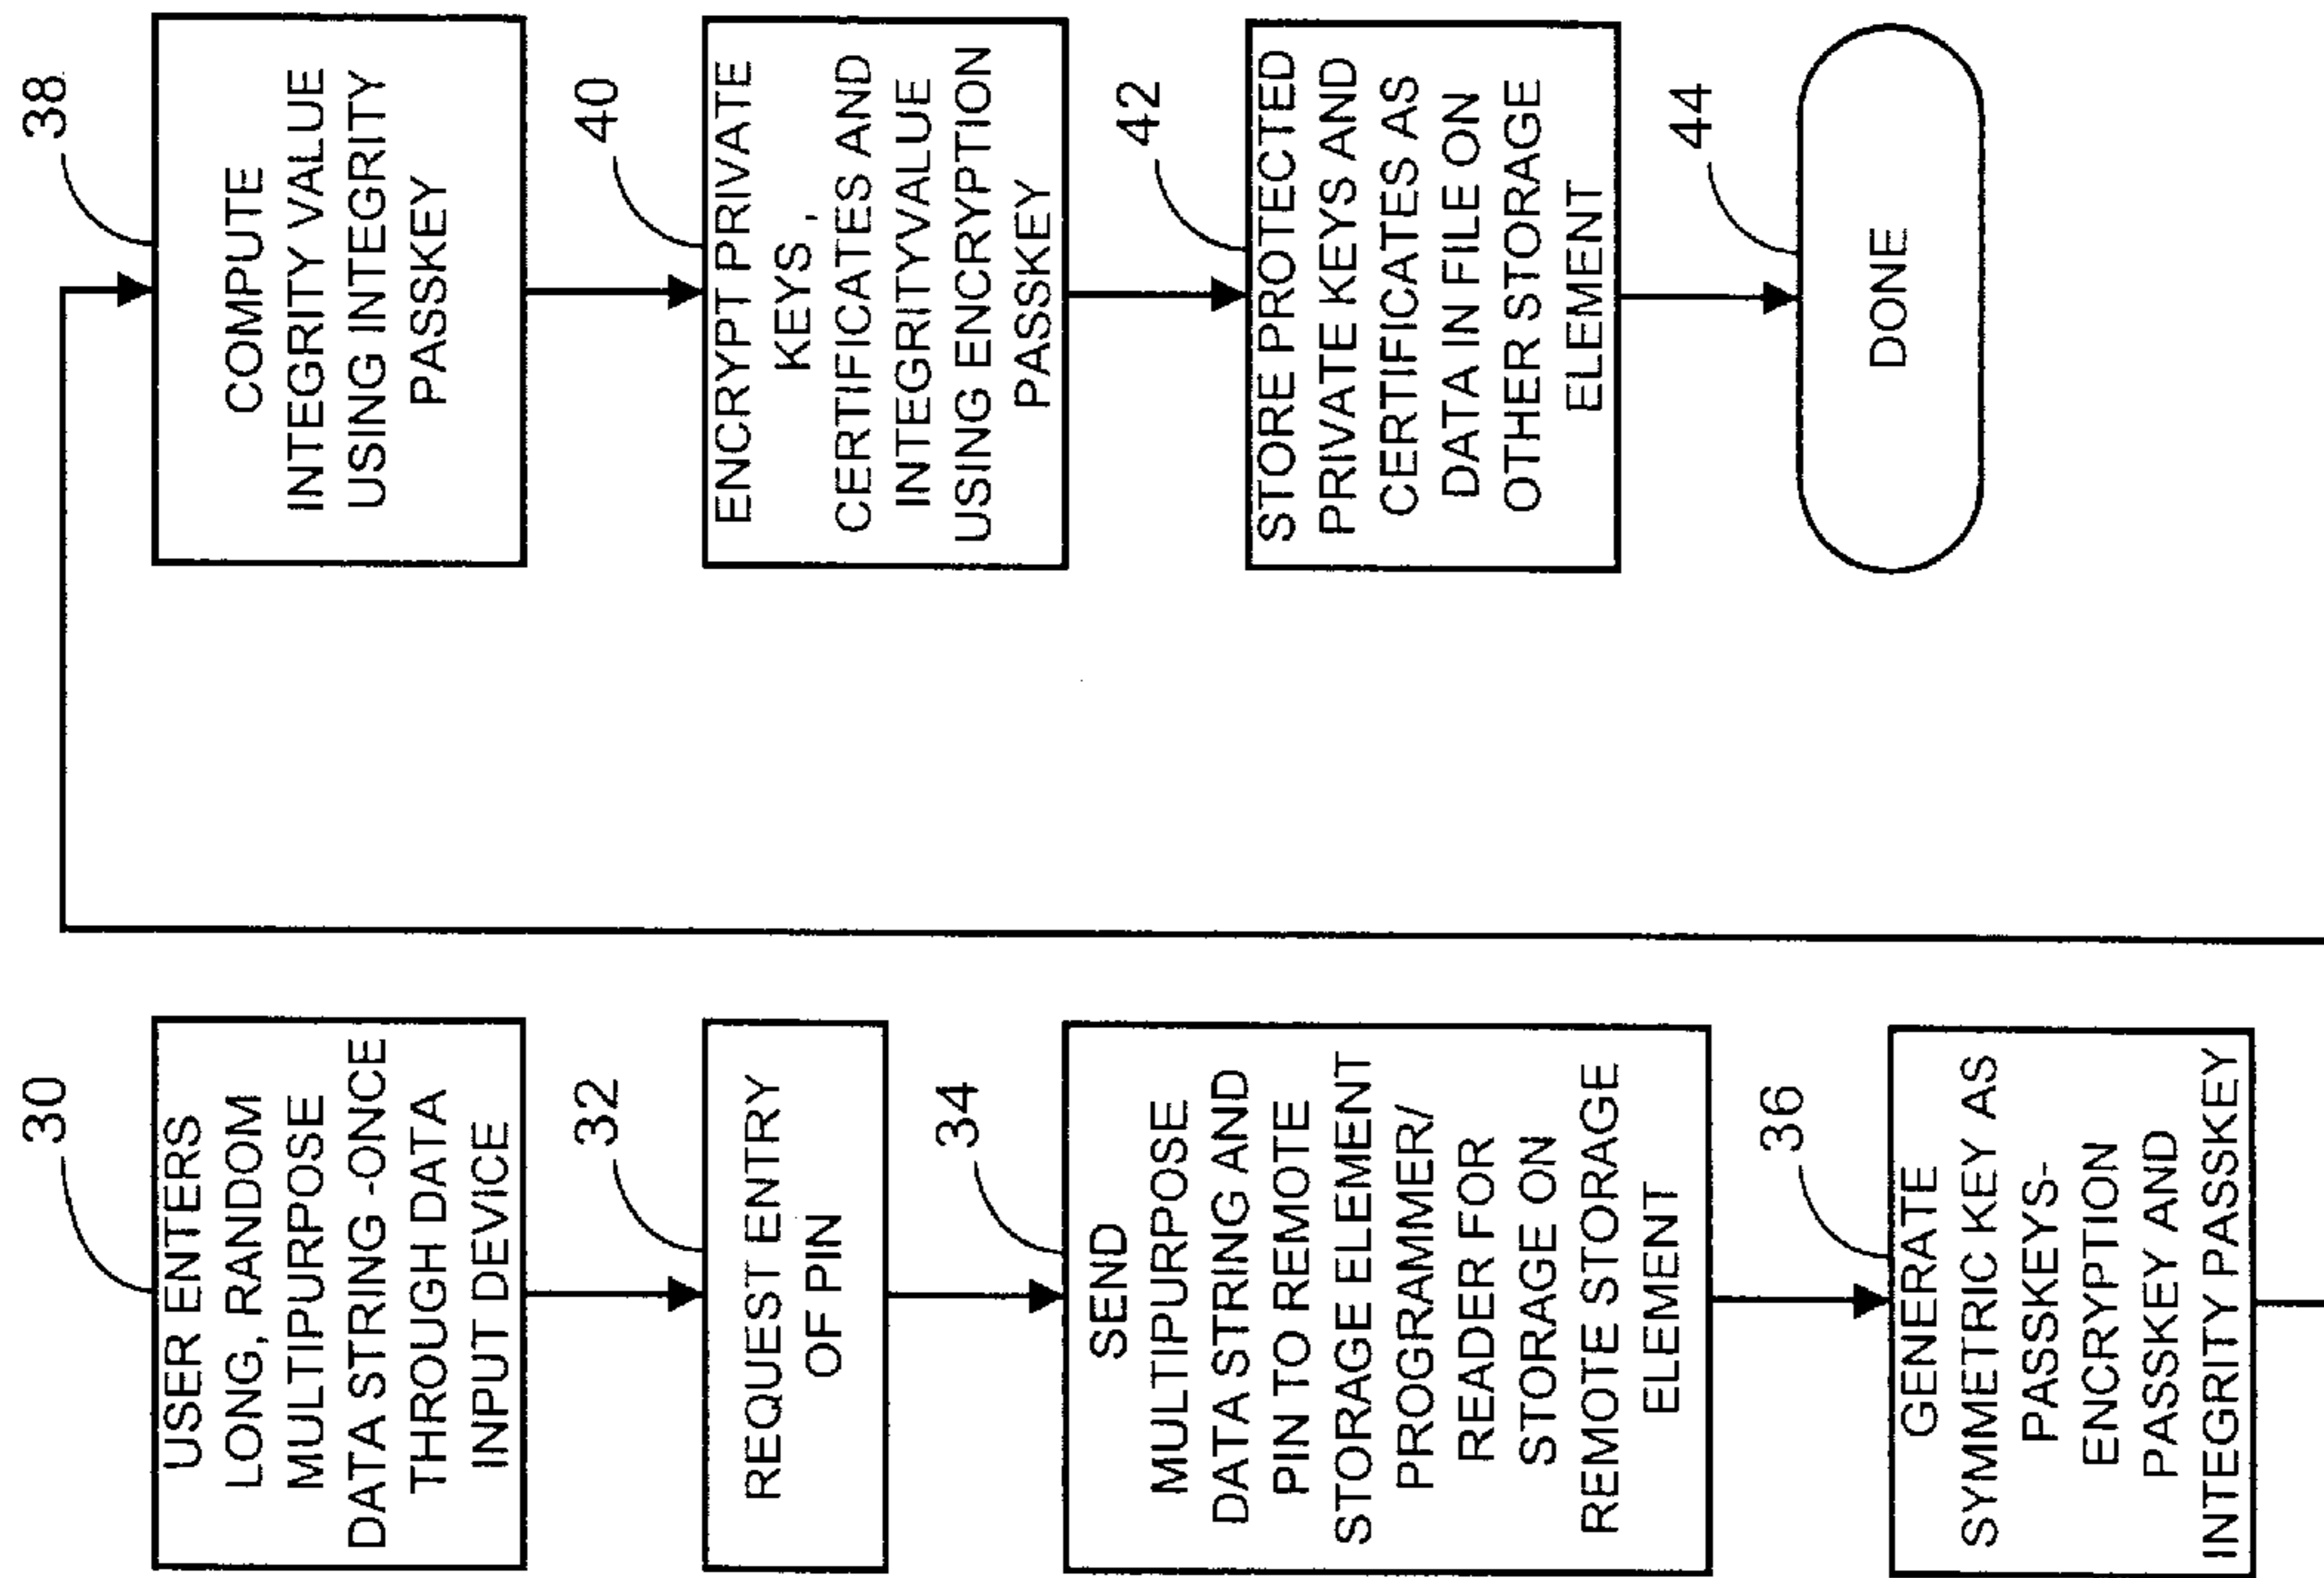 30
USER ENTERS
LONG, RANDOM
MULTIPURPOSE
DATA STRING -ONCE
THROUGH DATA
INPUT DEVICE
32
REQUEST ENTRY
OF PIN
34
SEND
MULTIPURPOSE
DATA STRING AND
PIN TO REMOTE
STORAGE ELEMENT
PROGRAMMER/
READER FOR
STORAGE ON
REMOTE STORAGE
ELEMENT
36
GENERATE
SYMMETRIC KEY AS
PASSKEYS-
ENCRYPTION
PASSKEY AND
INTEGRITY PASSKEY
38
COMPUTE
INTEGRITY VALUE
USING INTEGRITY
PASSKEY
40
ENCRYPT PRIVATE
KEYS ,
CERTIFICATES AND
INTEGRITYVALUE
USING ENCRYPTION
PASSKEY
42
STORE PROTECTED
PRIVATE KEYS AND
CERTIFICATES AS
DATA IN FILE ON
OTHER STORAGE
ELEMENT
44
DONE